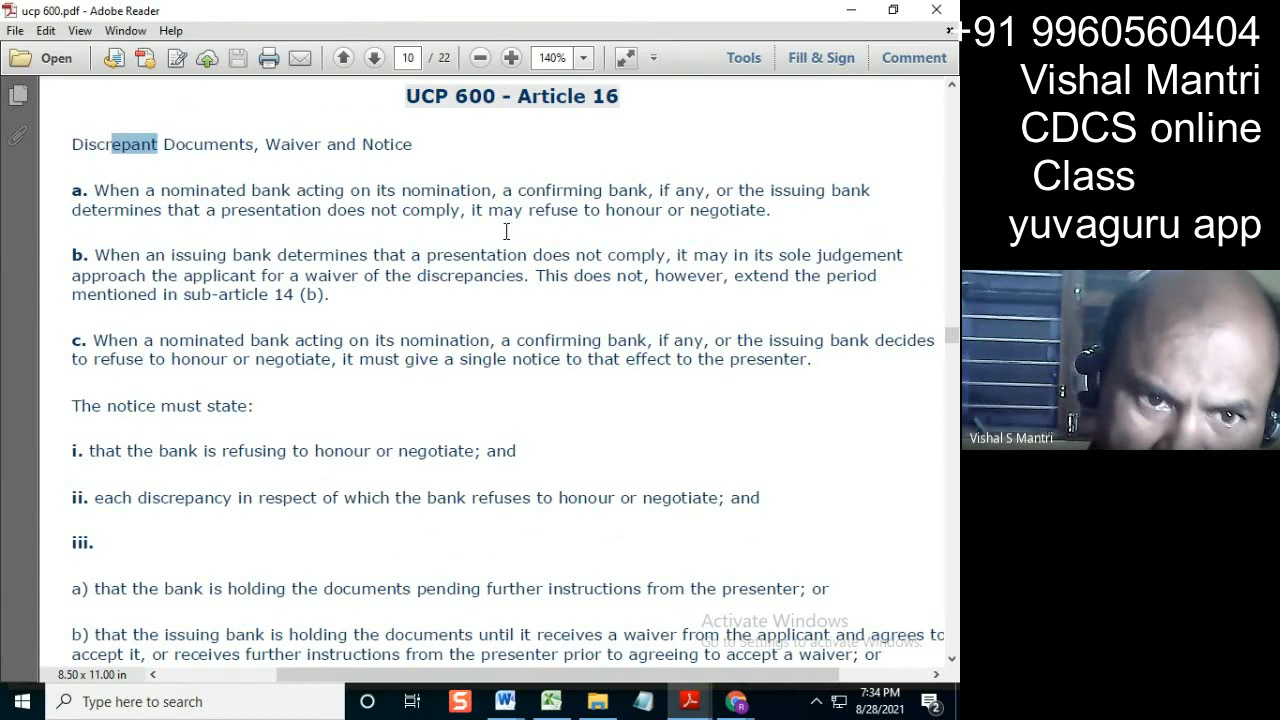 ucp 600.pdf - Adobe Reader
File Edit View Window Help
Open
10 / 22
140%
Tools Fill & Sign Comment
UCP 600 - Article 16
Discrepant Documents, Waiver and Notice
a. When a nominated bank acting on its nomination, a confirming bank, if any, or the issuing bank
determines that a presentation does not comply, it may refuse to honour or negotiate.
b. When an issuing bank determines that a presentation does not comply, it may in its sole judgement
approach the applicant for a waiver of the discrepancies. This does not, however, extend the period
mentioned in sub-article 14 (b).
c. When a nominated bank acting on its nomination, a confirming bank, if any, or the issuing bank decides
to refuse to honour or negotiate, it must give a single notice to that effect to the presenter.
The notice must state:
i. that the bank is refusing to honour or negotiate; and
ii. each discrepancy in respect of which the bank refuses to honour or negotiate; and
iii.
a) that the bank is holding the documents pending further instructions from the presenter; or
b) that the issuing bank is holding the documents until it receives a waiver from the applicant and agrees to
accept it, or receives further instructions from the presenter prior to agreeing to accept a waiver; or
Activate Windows
Go to Settings to activate Windows.
8.50 x 11.00 in
Type here to search
7:34 PM
8/28/2021
2
+91 9960560404
Vishal Mantri
CDCS online
Class
yuvaguru app
Vishal S Mantri